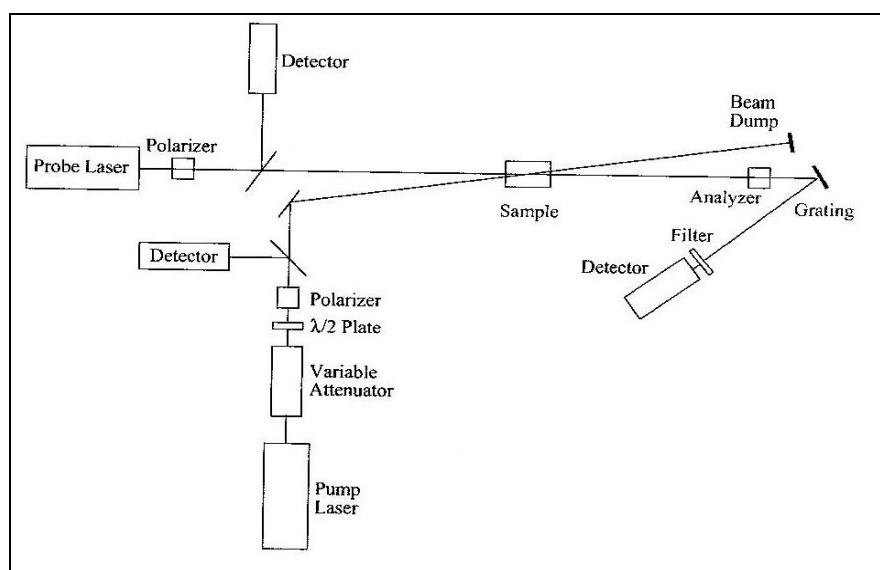 Detector
Beam
Dump
Polarizer
Probe Laser
Sample
Analyzer
Grating
Filter
Detector
Detector
Polarizer
λ/2 Plate
Variable
Attenuator
Pump
Laser